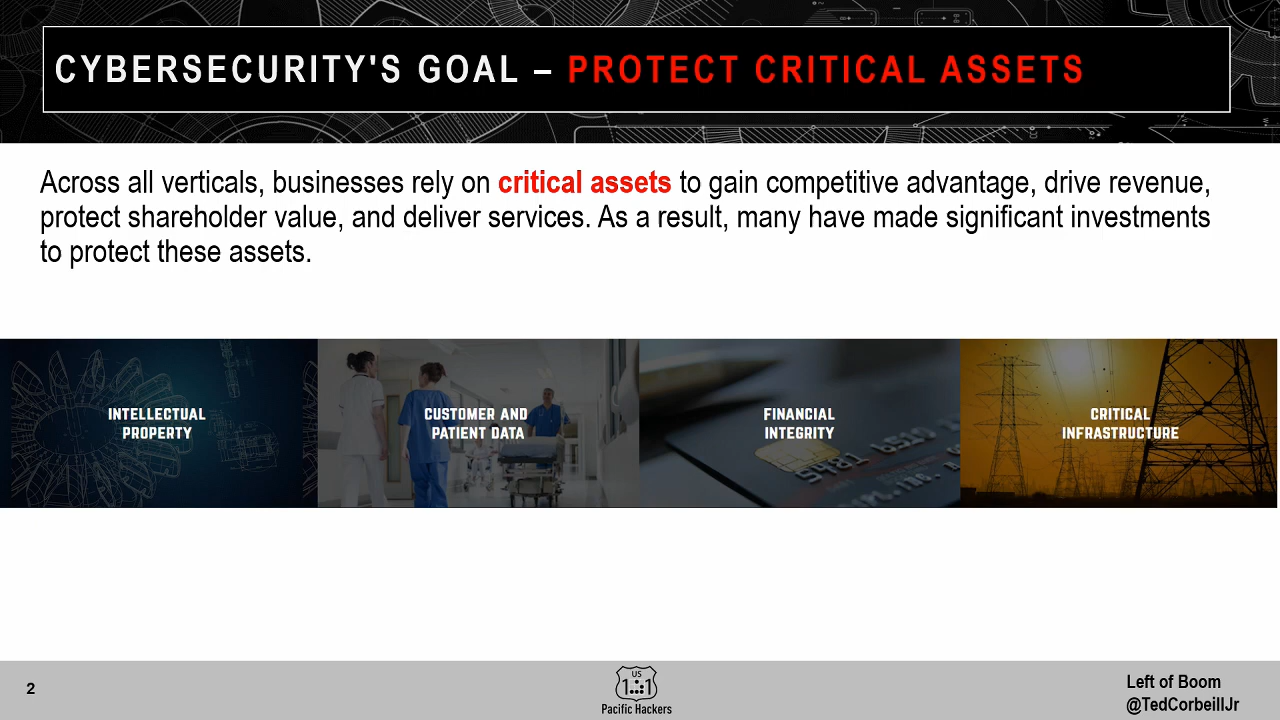 CYBERSECURITY'S GOAL – PROTECT CRITICAL ASSETS
Across all verticals, businesses rely on critical assets to gain competitive advantage, drive revenue,
protect shareholder value, and deliver services. As a result, many have made significant investments
to protect these assets.
INTELLECTUAL
PROPERTY
CUSTOMER AND
PATIENT DATA
FINANCIAL
INTEGRITY
CRITICAL
INFRASTRUCTURE
2
US
Pacific Hackers
Left of Boom
@TedCorbeillJr